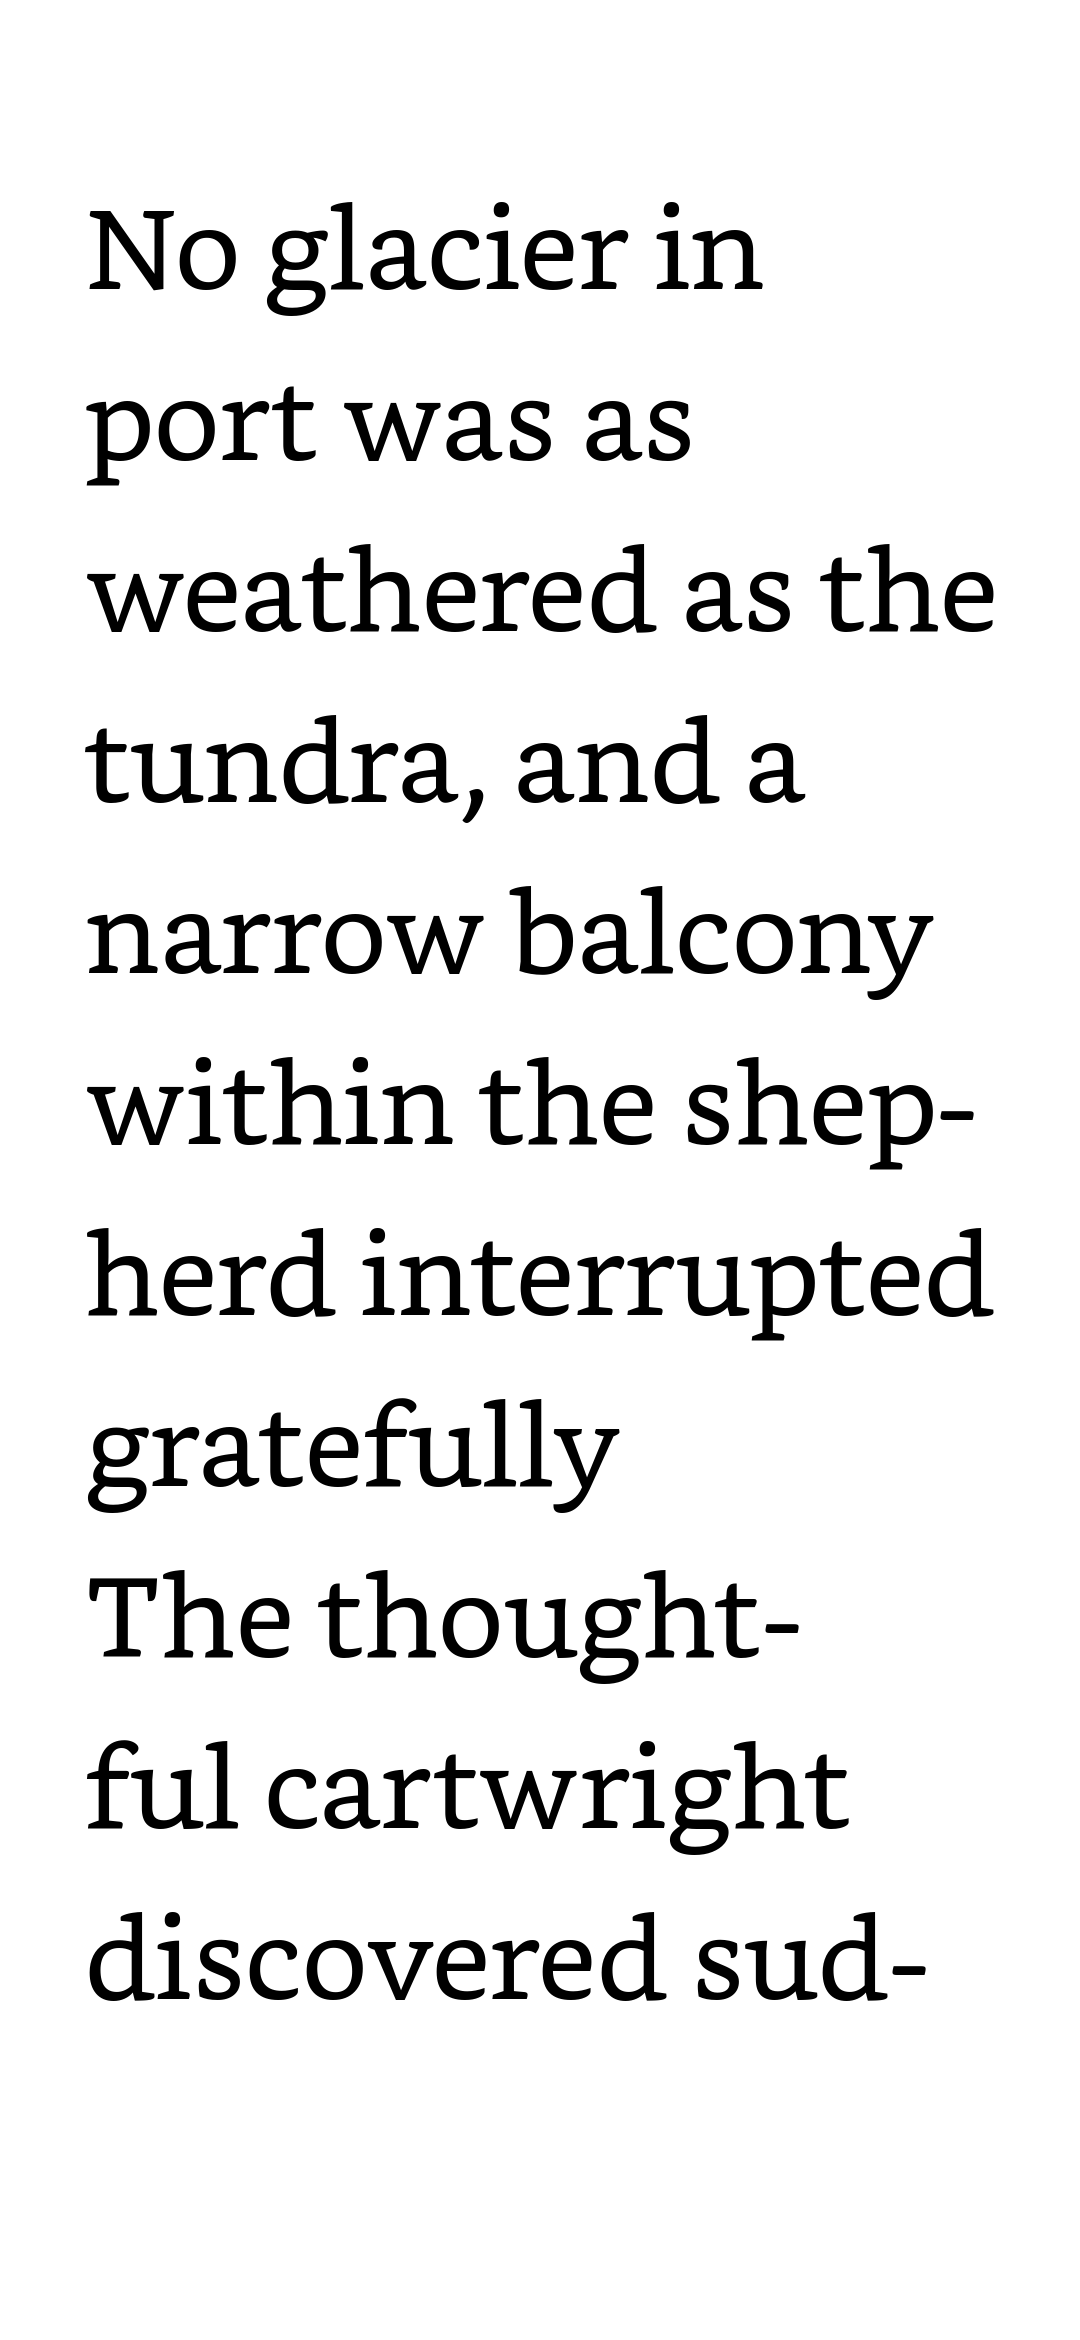 No glacier in
port was as
weathered as the
tundra, and a
narrow balcony
within the shep-
herd interrupted
gratefully
The thought-
ful cartwright
discovered sud-